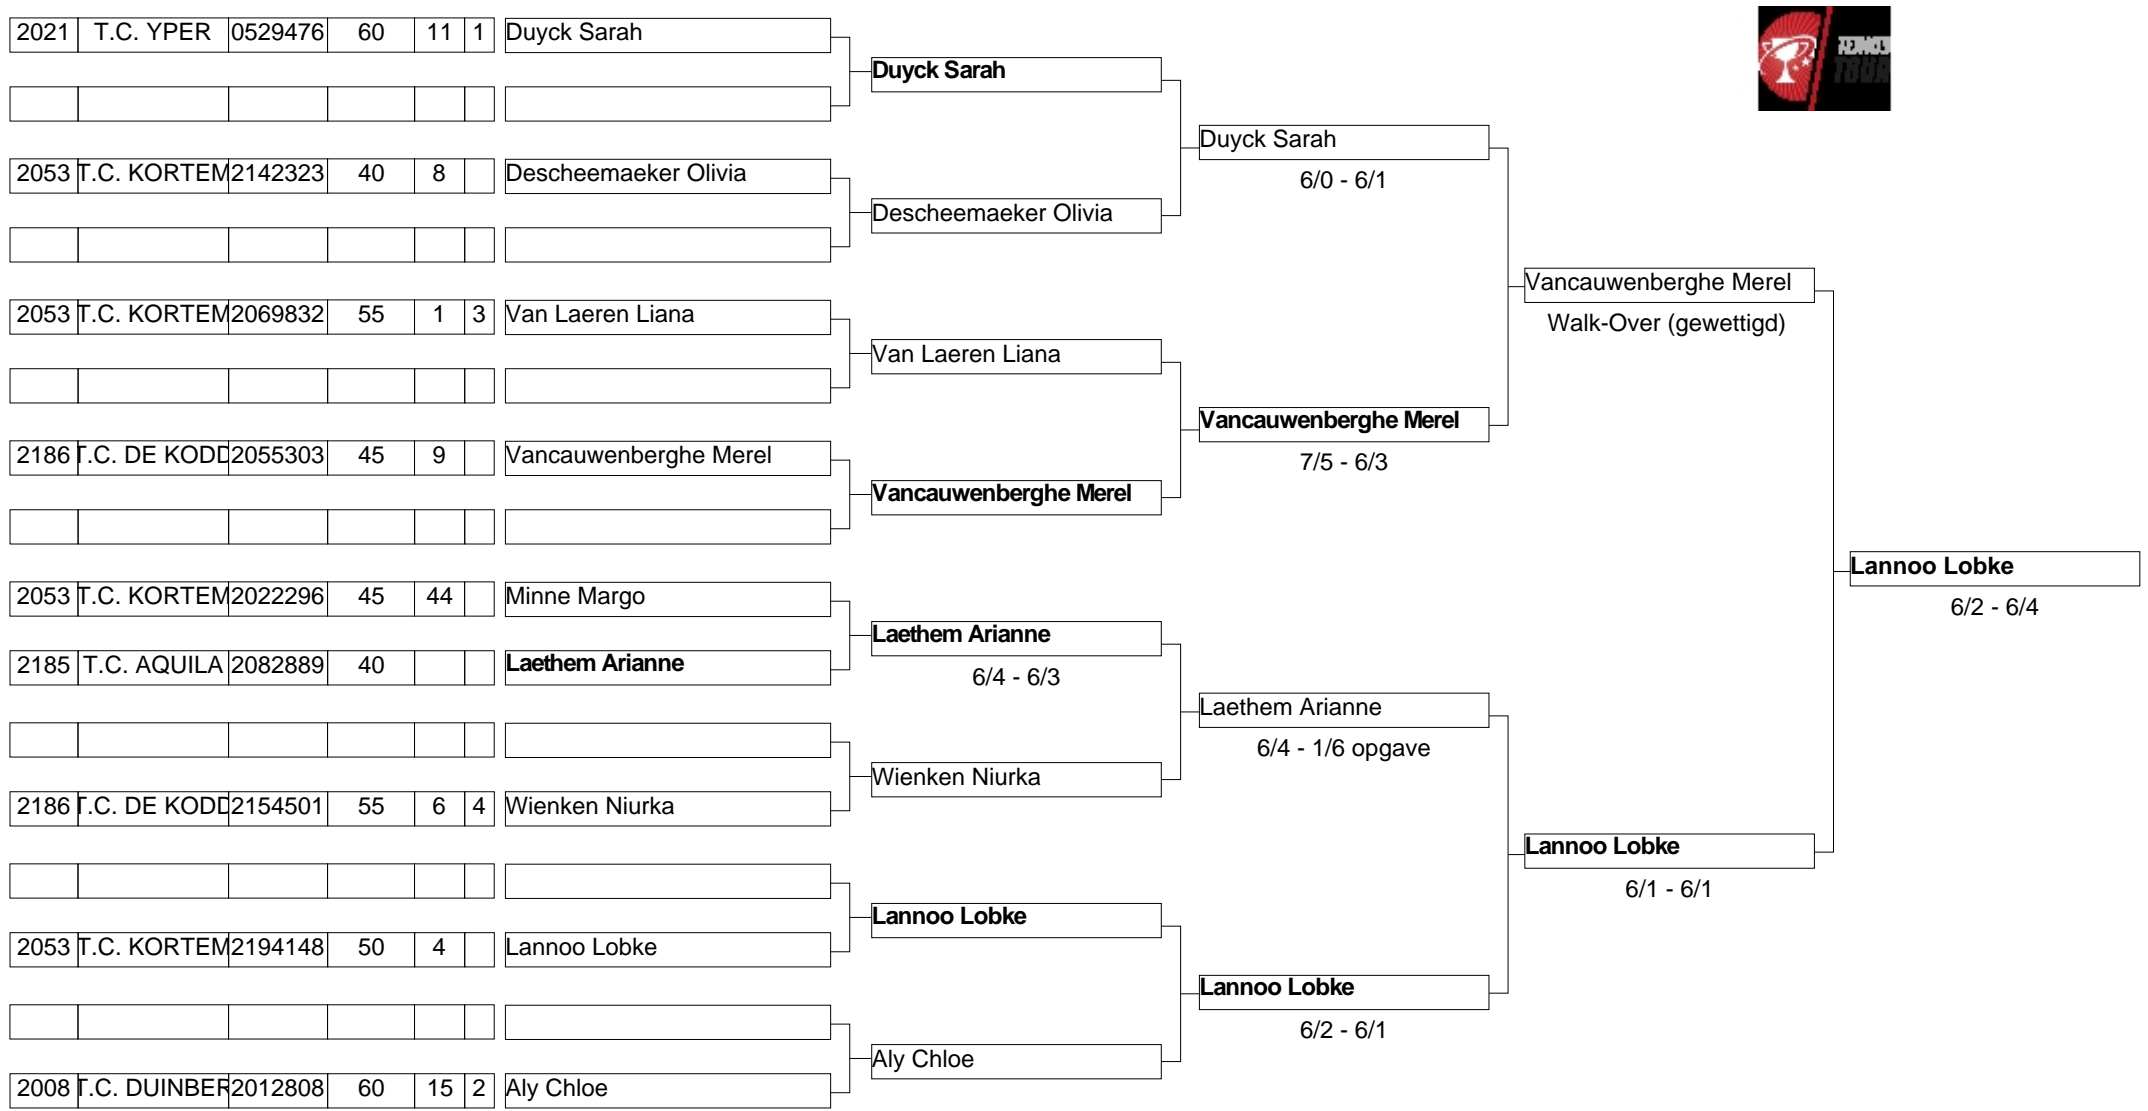 2021 T.C. YPER 0529476 60 11 1 Duyck Sarah
Duyck Sarah
Duyck Sarah
6/0 - 6/1
2053 T.C. KORTEM 2142323 40 8 Descheemaeker Olivia
Descheemaeker Olivia
Vancauwenberghe Merel
Walk-Over (gewettigd)
2053 T.C. KORTEM 2069832 55 1 3 Van Laeren Liana
Van Laeren Liana
Vancauwenberghe Merel
7/5 - 6/3
2186 T.C. DE KODD 2055303 45 9 Vancauwenberghe Merel
Vancauwenberghe Merel
Lannoo Lobke
6/2 - 6/4
2053 T.C. KORTEM 2022296 45 44 Minne Margo
Laethem Arianne
6/4 - 6/3
2185 T.C. AQUILA 2082889 40 Laethem Arianne
Laethem Arianne
6/4 - 1/6 opgave
Wienken Niurka
2186 T.C. DE KODD 2154501 55 6 4 Wienken Niurka
Lannoo Lobke
6/1 - 6/1
Lannoo Lobke
2053 T.C. KORTEM 2194148 50 4 Lannoo Lobke
Lannoo Lobke
6/2 - 6/1
Aly Chloe
2008 T.C. DUINBER 2012808 60 15 2 Aly Chloe